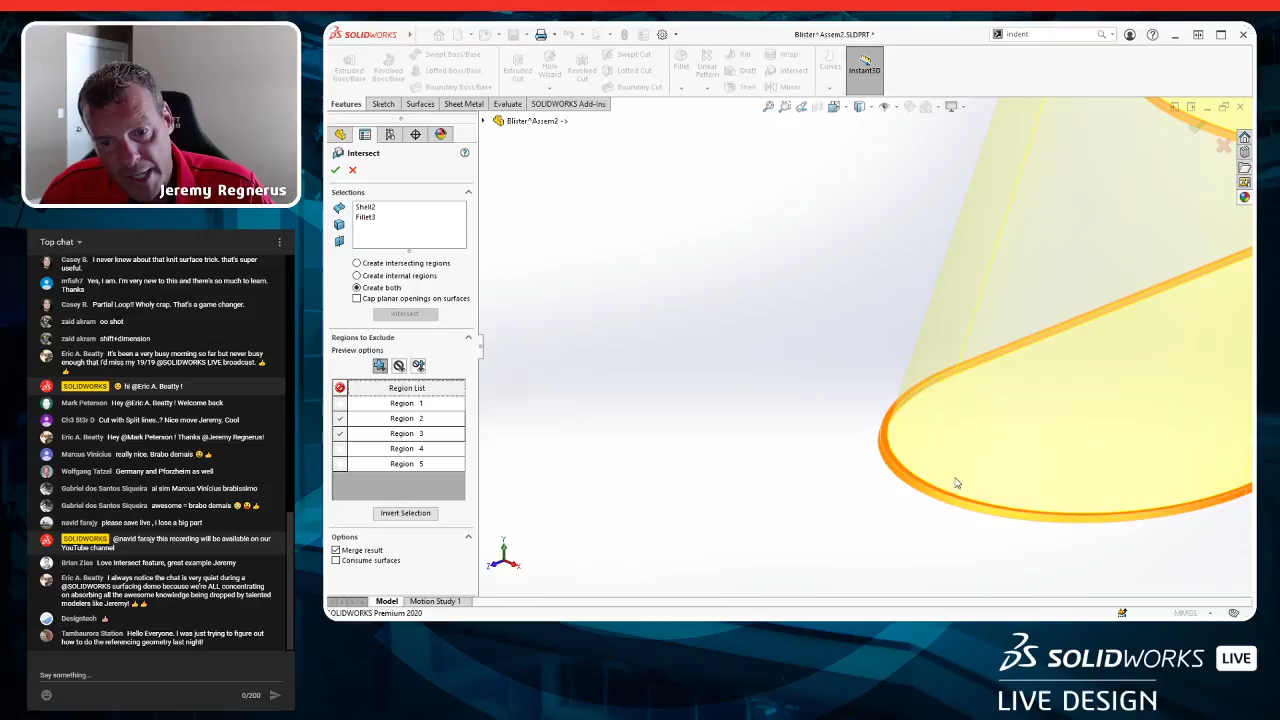 Jeremy Regnerus
Top chat
Casey B. I never knew about that knit surface trick. that's super
useful.
mfish7 Yes, I am. I'm very new to this and there's so much to learn.
Thanks
Casey B. Partial Loop!! Wholy crap. That's a game changer.
zaid akram oo shot
zaid akram shift+dimension
Eric A. Beatty It's been a very busy morning so far but never busy
enough that I'd miss my 19/19 @SOLIDWORKS LIVE broadcast.
SOLIDWORKS hi @Eric A. Beatty !
Mark Peterson Hey @Eric A. Beatty ! Welcome back
Ch3 5t3r D Cut with Split lines..? Nice move Jeremy. Cool
Eric A. Beatty Hey @Mark Peterson ! Thanks @Jeremy Regnerus!
Marcus Vinícius really nice. Brabo demais
Wolfgang Tatzel Germany and Pforzheim as well
Gabriel dos Santos Siqueira ai sim Marcus Vinícius brabissimo
Gabriel dos Santos Siqueira awesome = brabo demais
navid farajy please save live , i lose a big part
SOLIDWORKS @navid farajy this recording will be available on our
YouTube channel
Brian Zias Love Intersect feature, great example Jeremy
Eric A. Beatty I always notice the chat is very quiet during a
@SOLIDWORKS surfacing demo because we're ALL concentrating
on absorbing all the awesome knowledge being dropped by talented
modelers like Jeremy!
Designtech
Tambaurora Station Hello Everyone. I was just trying to figure out
how to do the referencing geometry last night!
Say something...
0/200
SOLIDWORKS
Blister^Assem2.SLDPRT *
indent
Extruded Boss/Base
Revolved Boss/Base
Swept Boss/Base
Lofted Boss/Base
Boundary Boss/Base
Extruded Cut
Hole Wizard
Revolved Cut
Swept Cut
Lofted Cut
Boundary Cut
Fillet
Linear Pattern
Rib
Draft
Shell
Wrap
Intersect
Mirror
Curves
Instant3D
Features Sketch Surfaces Sheet Metal Evaluate SOLIDWORKS Add-Ins
Blister^Assem2 ->
Intersect
Selections
Shell2
Fillet3
Create intersecting regions
Create internal regions
Create both
Cap planar openings on surfaces
Intersect
Regions to Exclude
Preview options
Region List
Region 1
Region 2
Region 3
Region 4
Region 5
Invert Selection
Options
Merge result
Consume surfaces
Y
Z
X
Model Motion Study 1
SOLIDWORKS Premium 2020
MMGS
SOLIDWORKS LIVE
LIVE DESIGN